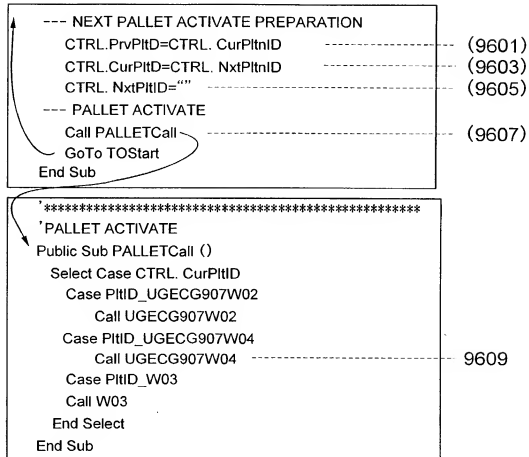 --- NEXT PALLET ACTIVATE PREPARATION
CTRL.PrvPltD=CTRL. CurPltnID ---------------- (9601)
CTRL.CurPltD=CTRL. NxtPltnID ---------------- (9603)
CTRL. NxtPltID="" ---------------- (9605)
--- PALLET ACTIVATE
Call PALLETCall ---------------- (9607)
GoTo TOStart
End Sub
'************************************************
'PALLET ACTIVATE
Public Sub PALLETCall ()
Select Case CTRL. CurPltID
Case PltID_UGECG907W02
Call UGECG907W02
Case PltID_UGECG907W04
Call UGECG907W04 ---------------- 9609
Case PltID_W03
Call W03
End Select
End Sub